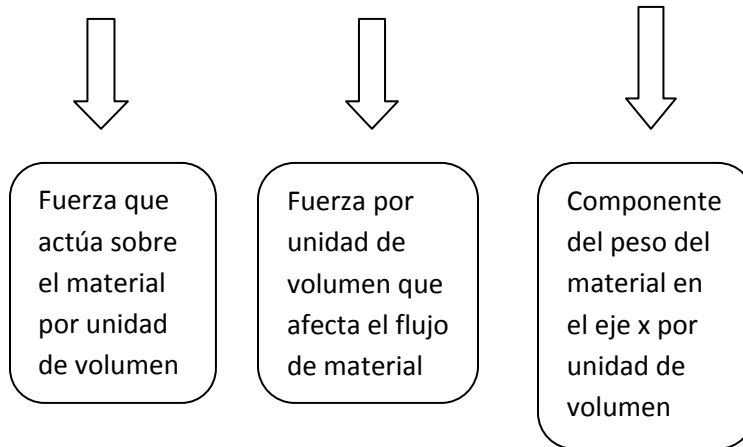 Fuerza que
actúa sobre
el material
por unidad
de volumen
Fuerza por
unidad de
volumen que
afecta el flujo
de material
Componente
del peso del
material en
el eje x por
unidad de
volumen